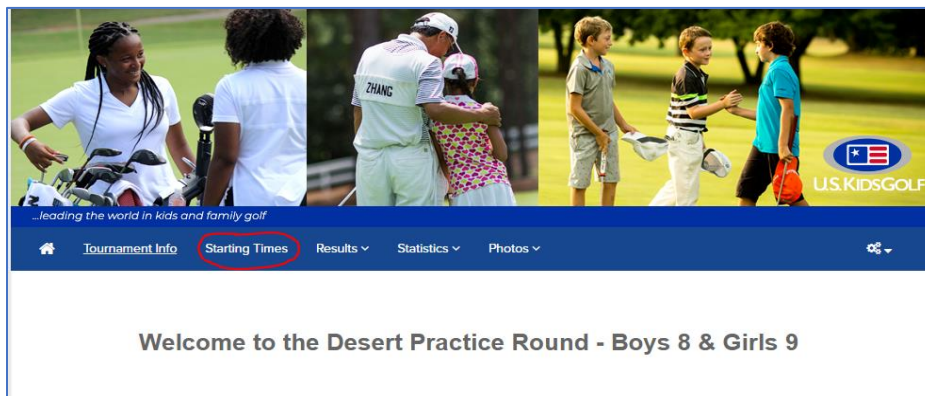 ZHANG
U.S. KIDSGOLF
...leading the world in kids and family golf
Tournament Info Starting Times Results Statistics Photos
Welcome to the Desert Practice Round - Boys 8 & Girls 9